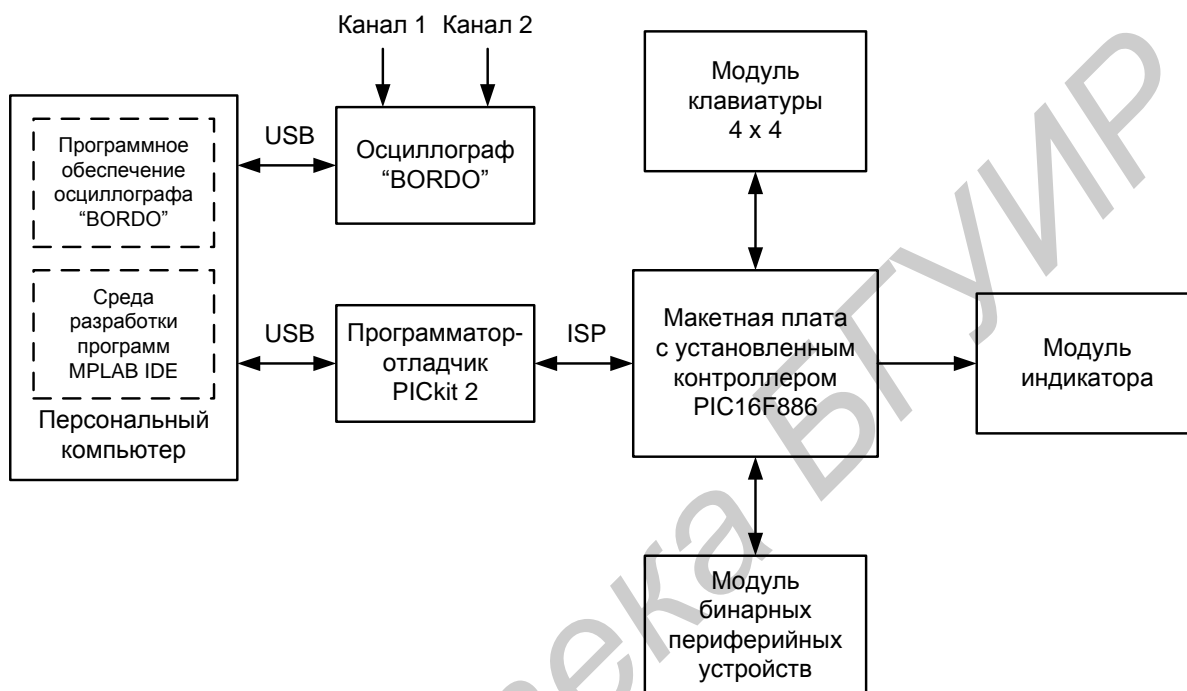 Канал 1
Канал 2
Программное
обеспечение
осциллографа
“BORDO”
USB
Осциллограф
“BORDO”
Модуль
клавиатуры
4 x 4
Среда
разработки
программ
MPLAB IDE
Персональный
компьютер
USB
Программатор-
отладчик
PICkit 2
ISP
Макетная плата
с установленным
контроллером
PIC16F886
Модуль
индикатора
Модуль
бинарных
периферийных
устройств
БГУИР